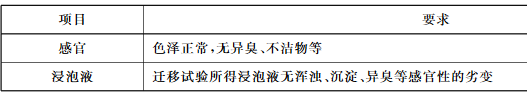 项目 要求
感官 色泽正常,无异臭、不洁物等
浸泡液 迁移试验所得浸泡液无浑浊、沉淀、异臭等感官性的劣变